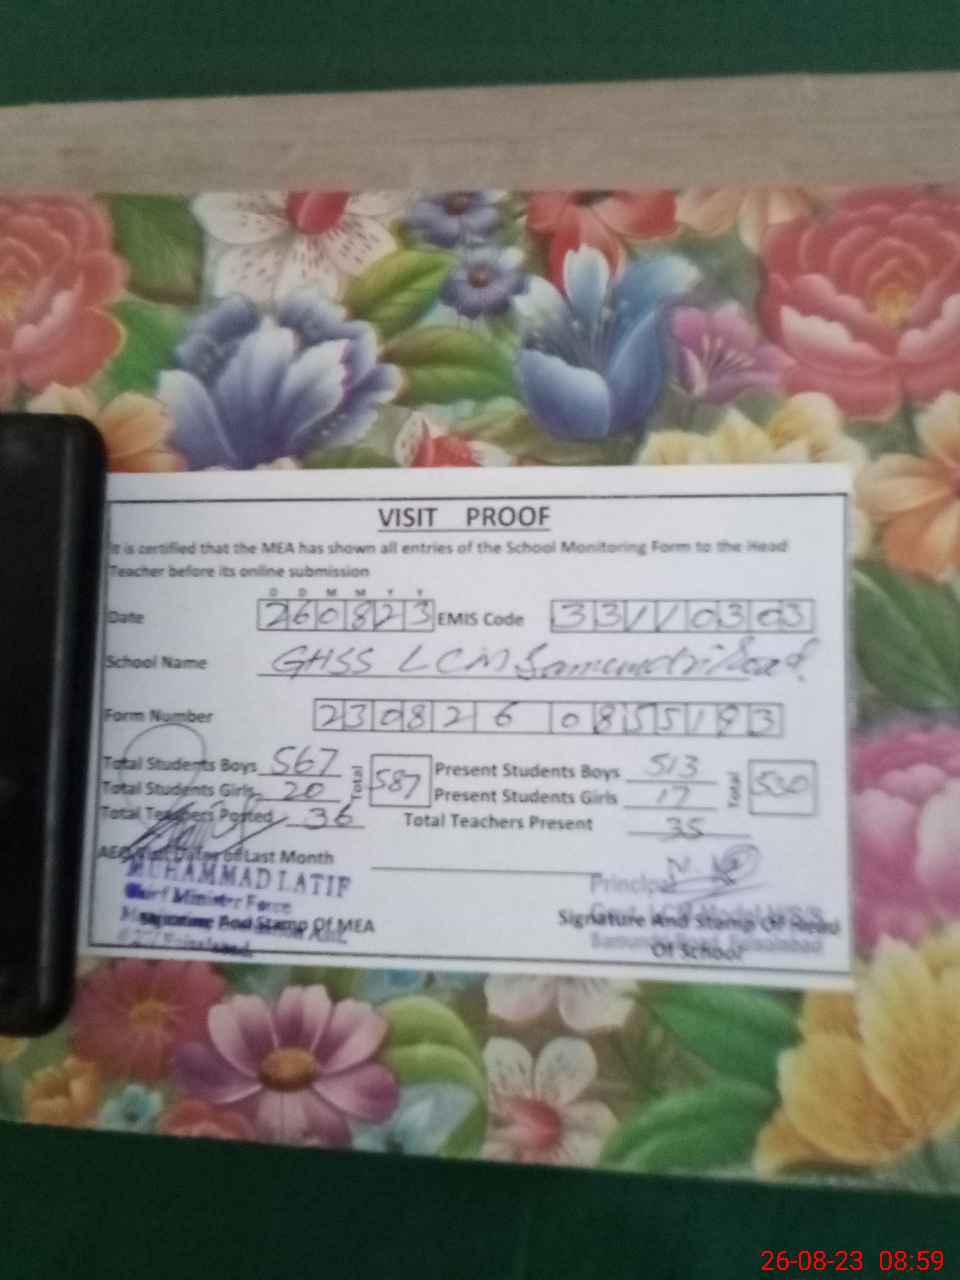 VISIT PROOF
It is certified that the MEA has shown all entries of the School Monitoring Form to the Head
Teacher before its online submission
D D M M Y Y
Date 260823 EMIS Code 33110303
School Name GHSS LCM Samundri
Form Number 230826 0855193
Total Students Boys 567 Total 587 Present Students Boys 513 Total 530
Total Students Girls 20 Present Students Girls 17
Total Teachers Posted 36 Total Teachers Present 35
AEO Visit Dates of Last Month
MUHAMMAD LATIF
Chief Minister Force
Principal
Signature And Stamp Of MEA
Signature And Stamp Of Head
Of School
26-08-23 08:59